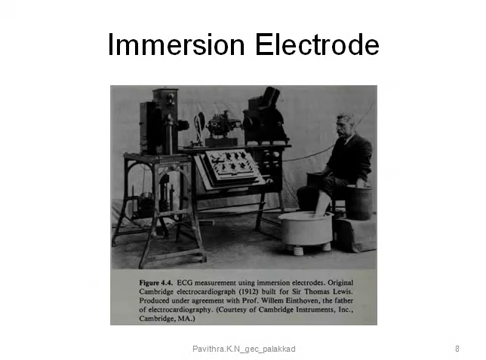 Immersion Electrode
Figure 4.4. ECG measurement using immersion electrodes. Original
Cambridge electrocardiograph (1912) built for Sir Thomas Lewis.
Produced under agreement with Prof. Willem Einthoven, the father
of electrocardiography. (Courtesy of Cambridge Instruments, Inc.,
Cambridge, MA.)
Pavithra.K.N_gec_palakkad
8